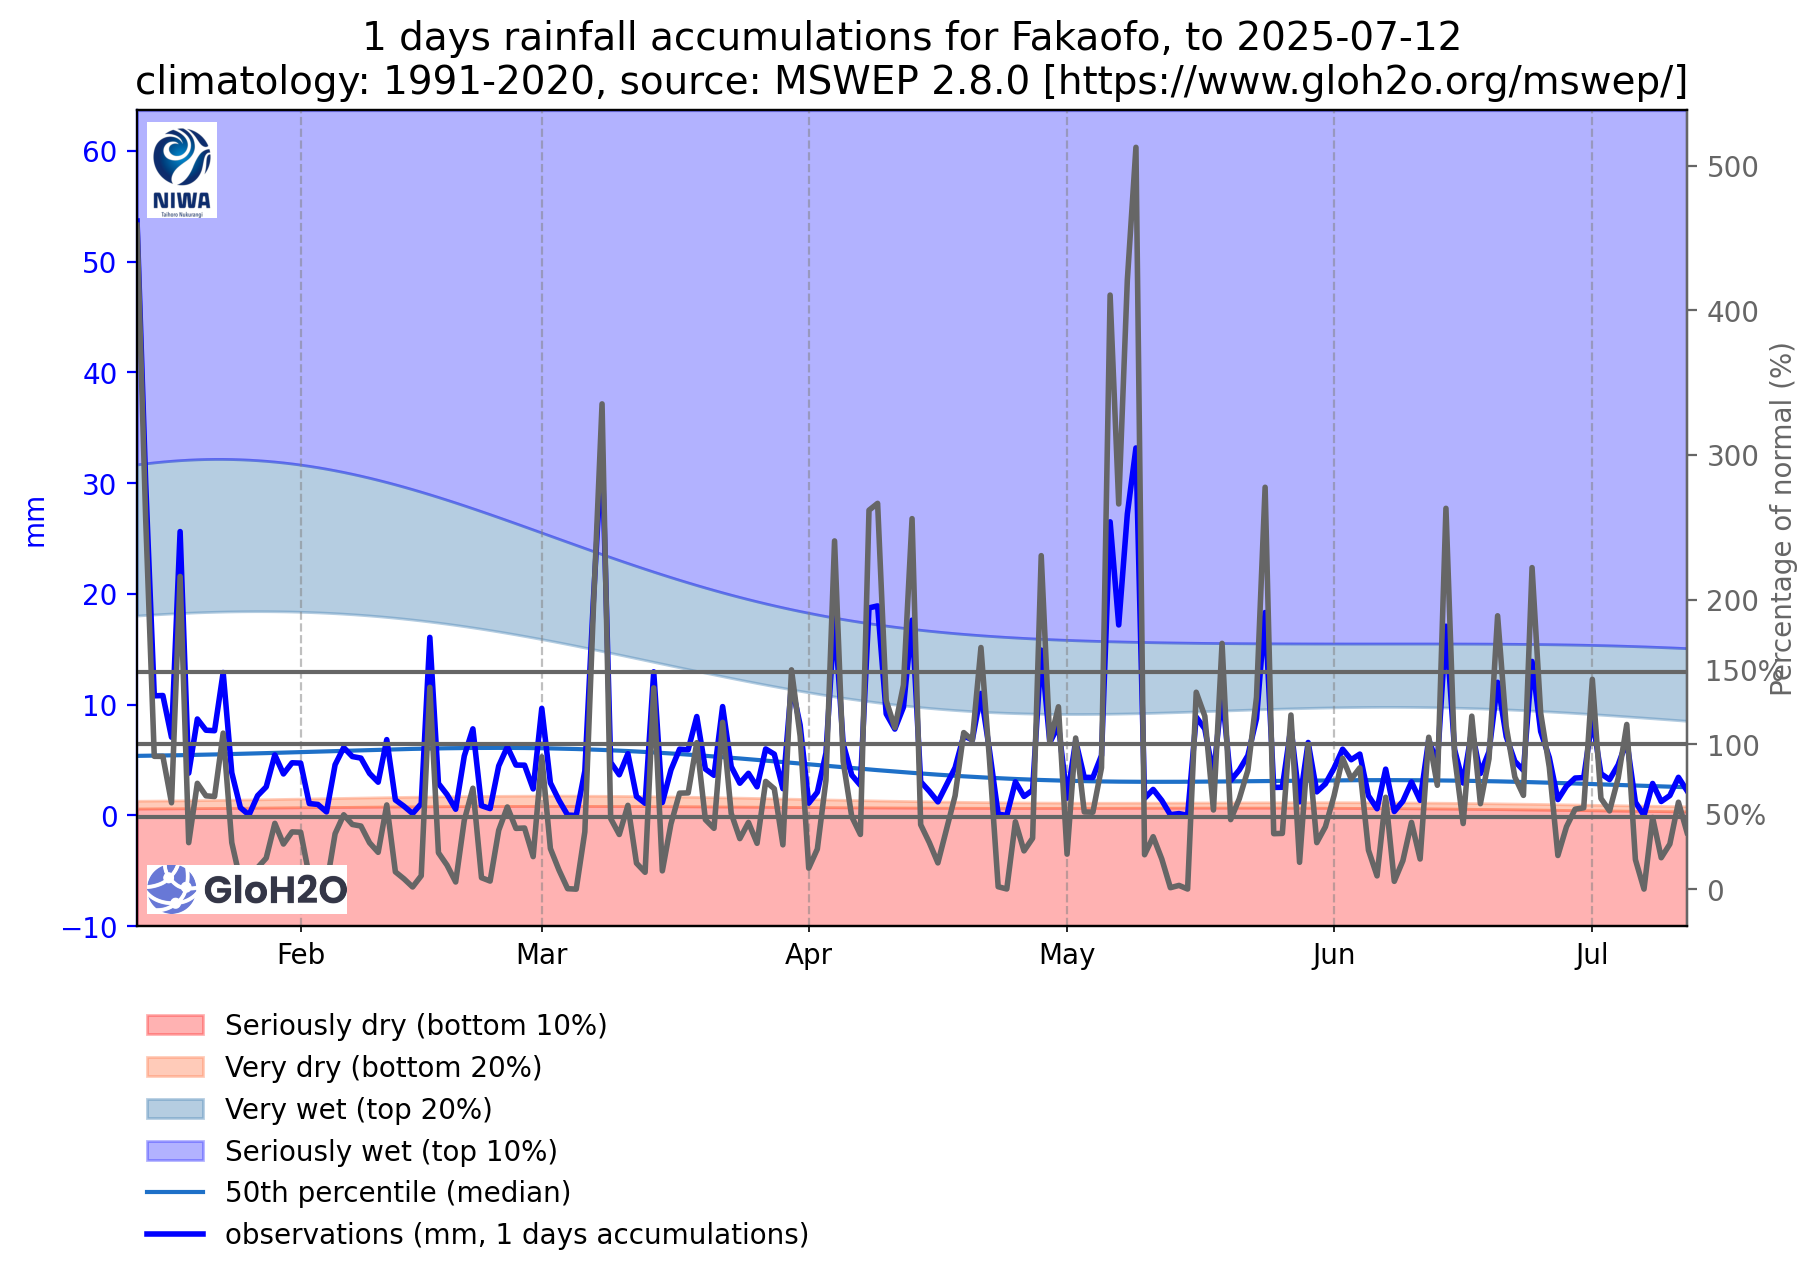 1 days rainfall accumulations for Fakaofo, to 2025-07-12
climatology: 1991-2020, source: MSWEP 2.8.0 [https://www.gloh2o.org/mswep/]
NIWA
Taihoro Nukurangi
60
50
40
30
20
10
0
−10
mm
500
400
300
200
150%
100
50%
0
Percentage of normal (%)
GloH2O
Feb Mar Apr May Jun Jul
Seriously dry (bottom 10%)
Very dry (bottom 20%)
Very wet (top 20%)
Seriously wet (top 10%)
50th percentile (median)
observations (mm, 1 days accumulations)